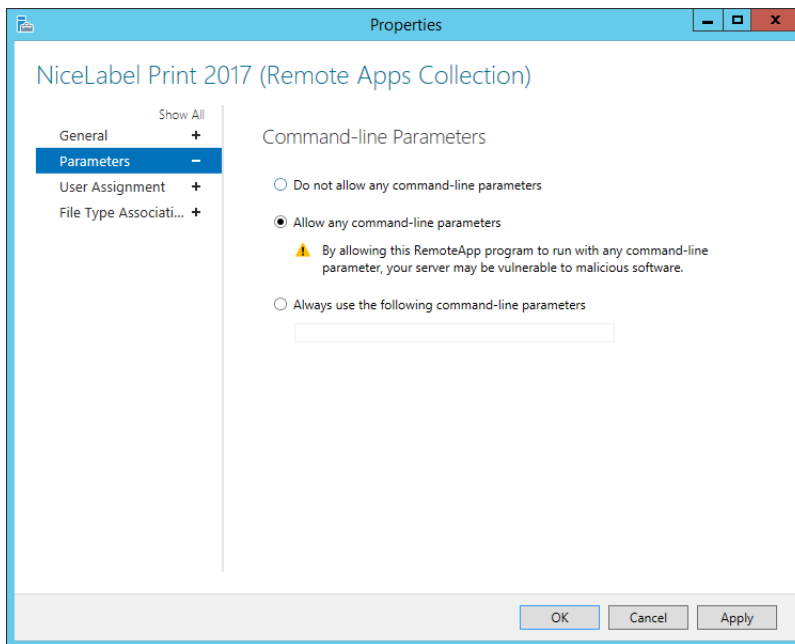 Properties
NiceLabel Print 2017 (Remote Apps Collection)
Show All
General +
Parameters –
User Assignment +
File Type Associati... +
Command-line Parameters
Do not allow any command-line parameters
Allow any command-line parameters
By allowing this RemoteApp program to run with any command-line
parameter, your server may be vulnerable to malicious software.
Always use the following command-line parameters
OK
Cancel
Apply